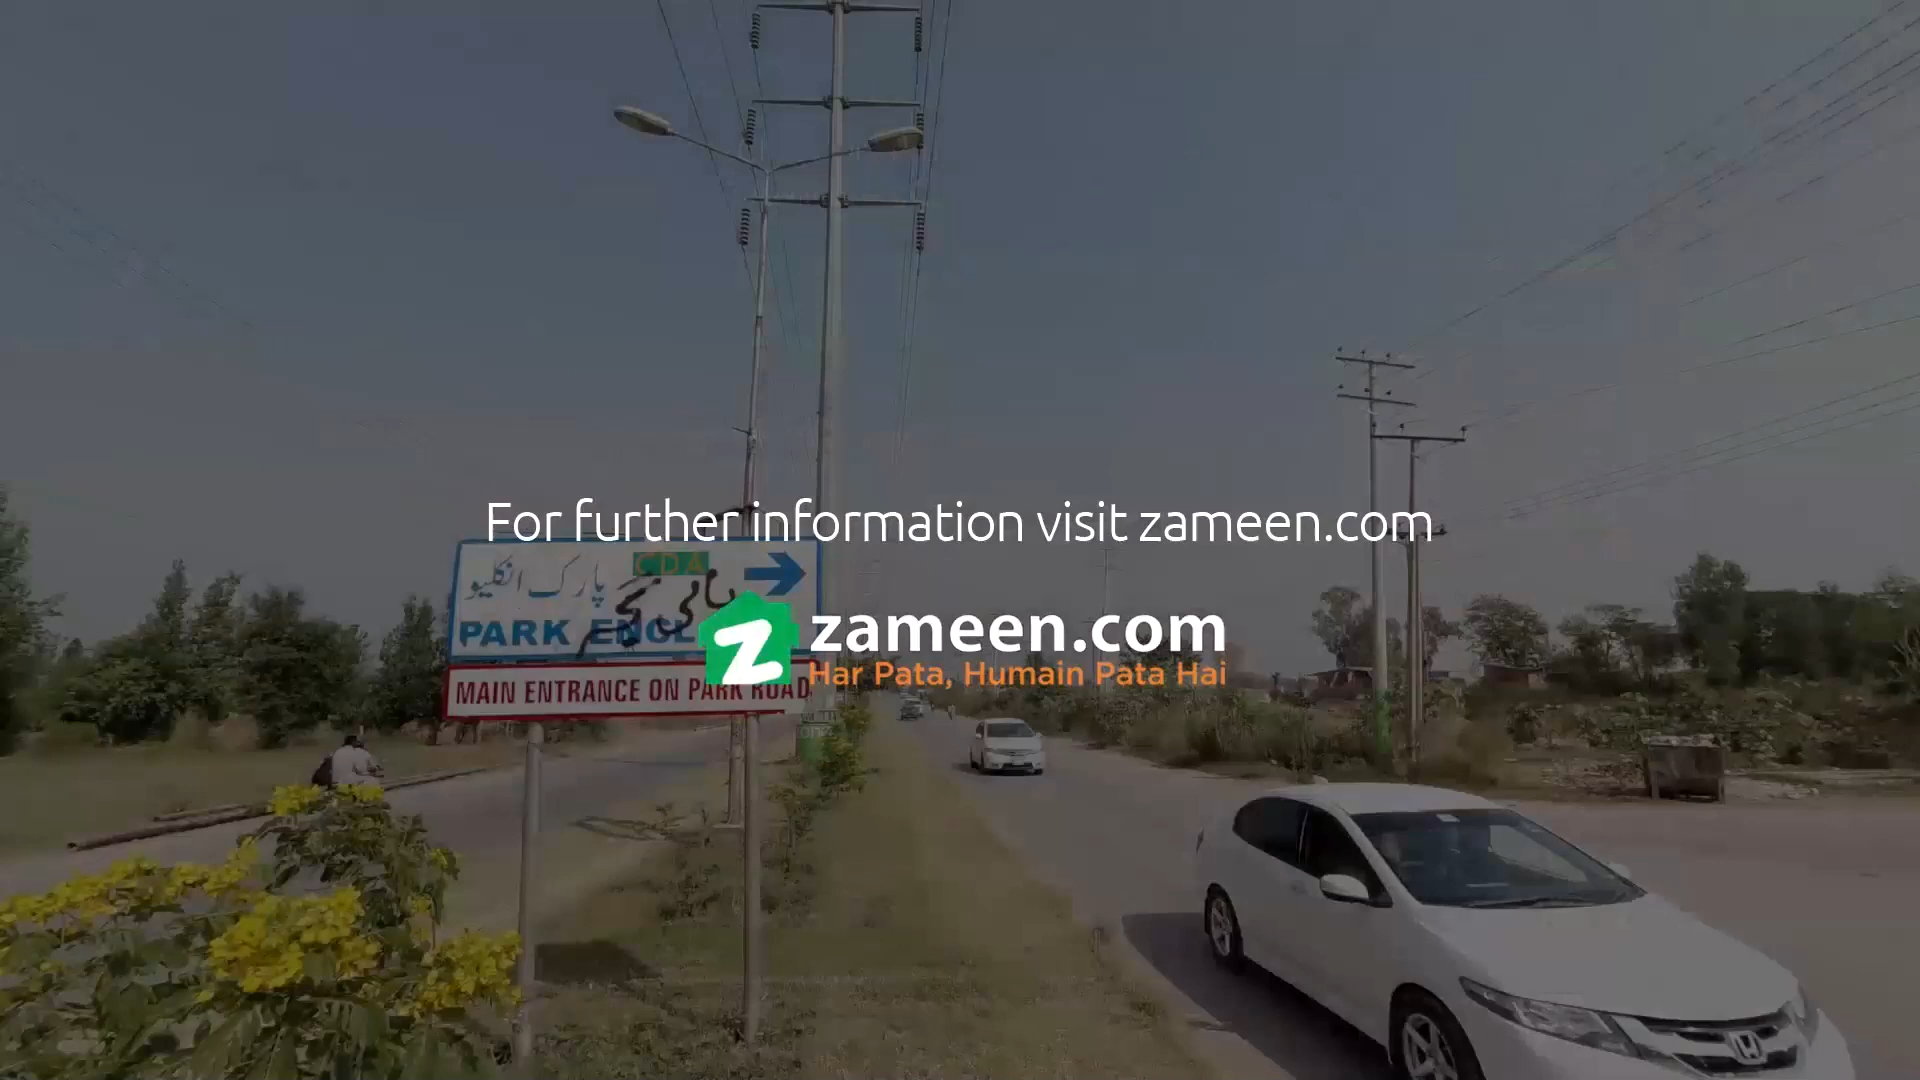 For further information visit zameen.com
CDA
پارک انکلیو
PARK ENCL
zameen.com
Har Pata, Humain Pata Hai
MAIN ENTRANCE ON PARK ROAD